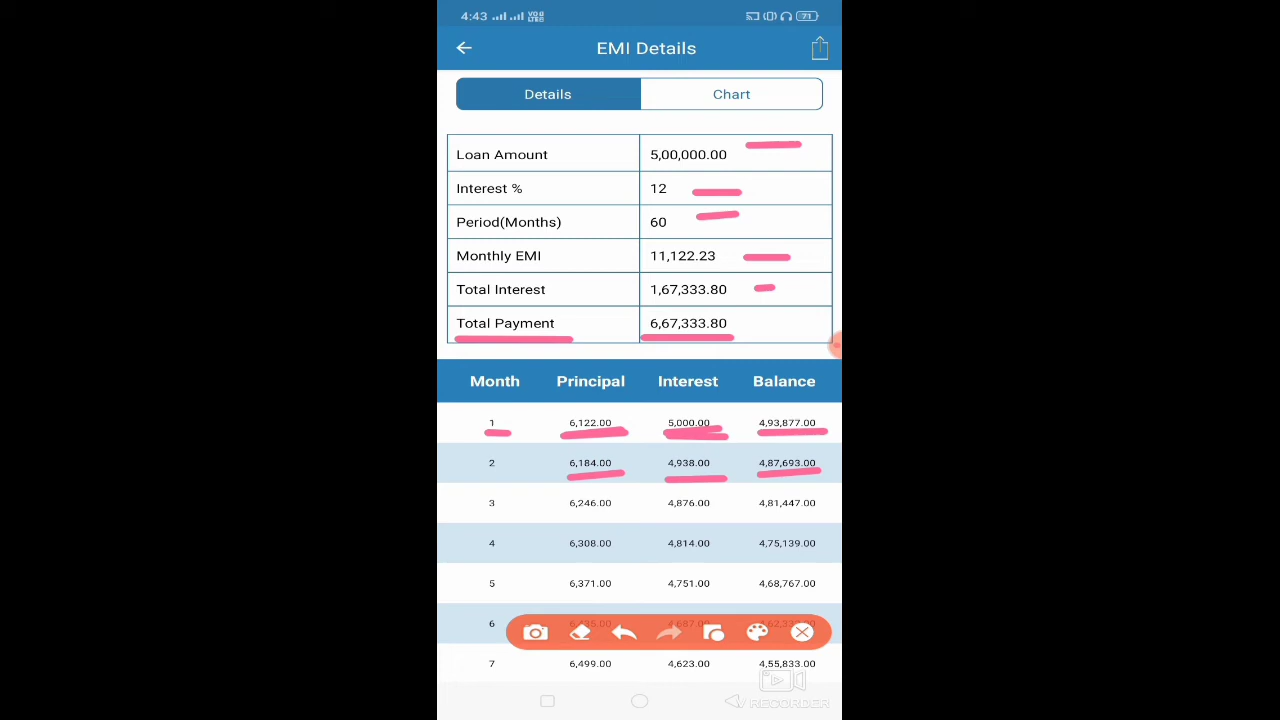 4:43 VOU LTE 71
EMI Details
Details Chart
Loan Amount 5,00,000.00
Interest % 12
Period(Months) 60
Monthly EMI 11,122.23
Total Interest 1,67,333.80
Total Payment 6,67,333.80
Month Principal Interest Balance
1 6,122.00 5,000.00 4,93,877.00
2 6,184.00 4,938.00 4,87,693.00
3 6,246.00 4,876.00 4,81,447.00
4 6,308.00 4,814.00 4,75,139.00
5 6,371.00 4,751.00 4,68,767.00
6
7 6,499.00 4,623.00 4,55,833.00
V RECORDER